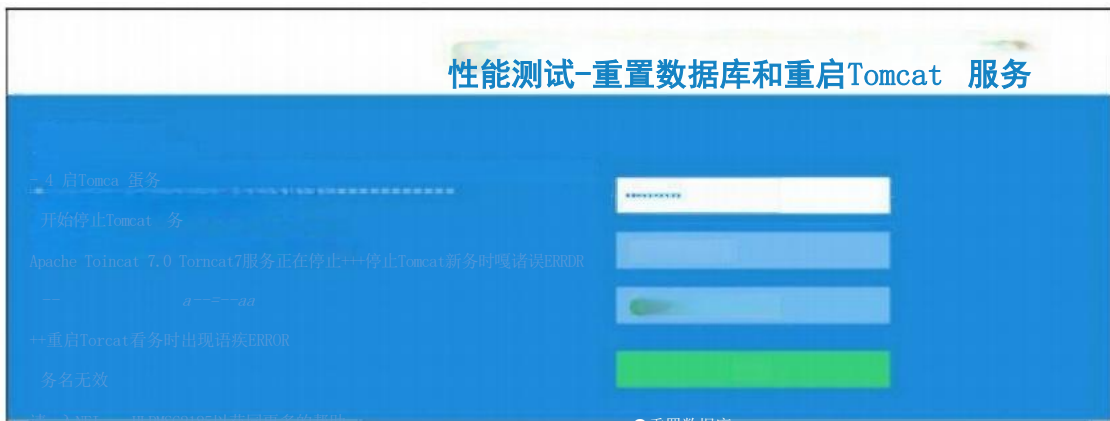 性能测试-重置数据库和重启Tomcat 服务
- 4 启Tomca 蛋务
开始停止Tomcat 务
Apache Toincat 7.0 Torncat7服务正在停止+++停止Tomcat新务时嗄诸误ERRDR
-- a--=--aa
++重启Torcat看务时出现语疾ERROR
务名无效